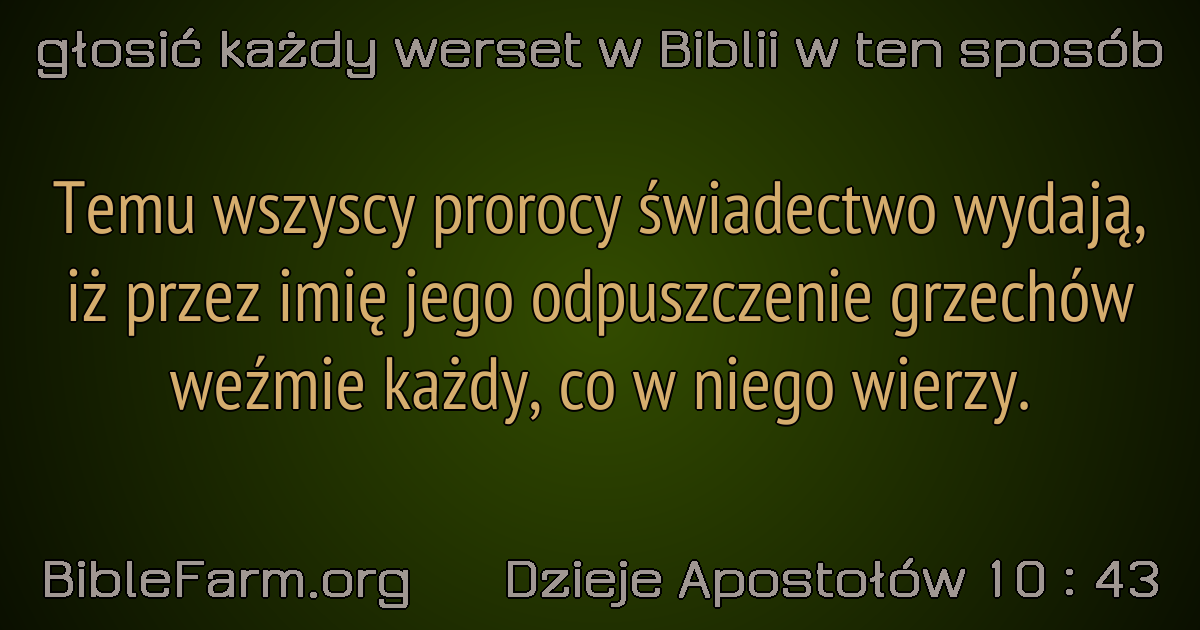 głosić każdy werset w Biblii w ten sposób
Temu wszyscy prorocy świadectwo wydają,
iż przez imię jego odpuszczenie grzechów
weźmie każdy, co w niego wierzy.
BibleFarm.org
Dzieje Apostołów 10 : 43